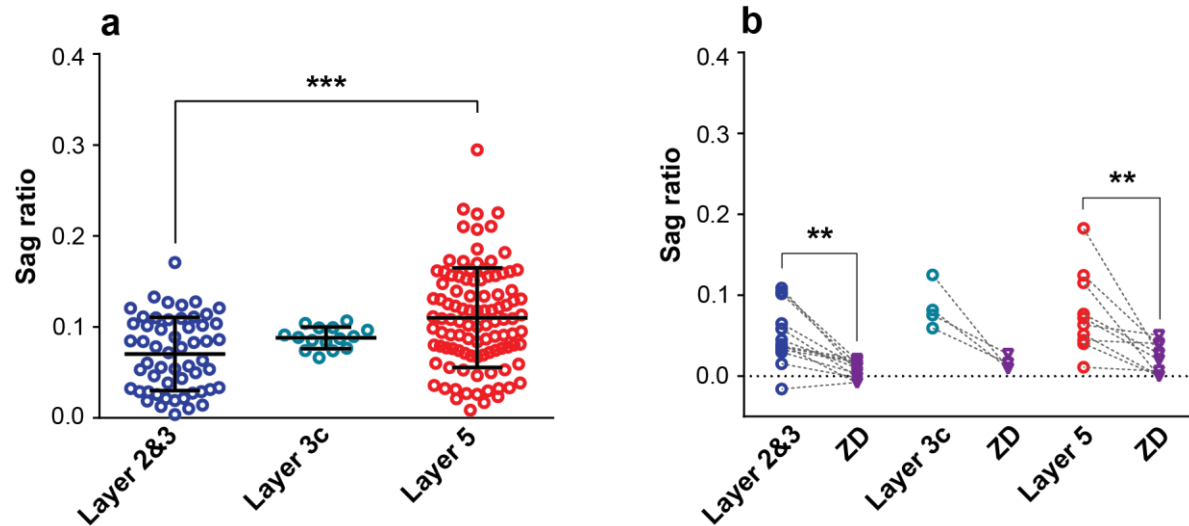 a
Sag ratio
0.4
0.3
0.2
0.1
0.0
***
Layer 2&3
Layer 3c
Layer 5
b
Sag ratio
0.4
0.3
0.2
0.1
0.0
**
**
Layer 2&3
ZD
Layer 3c
ZD
Layer 5
ZD